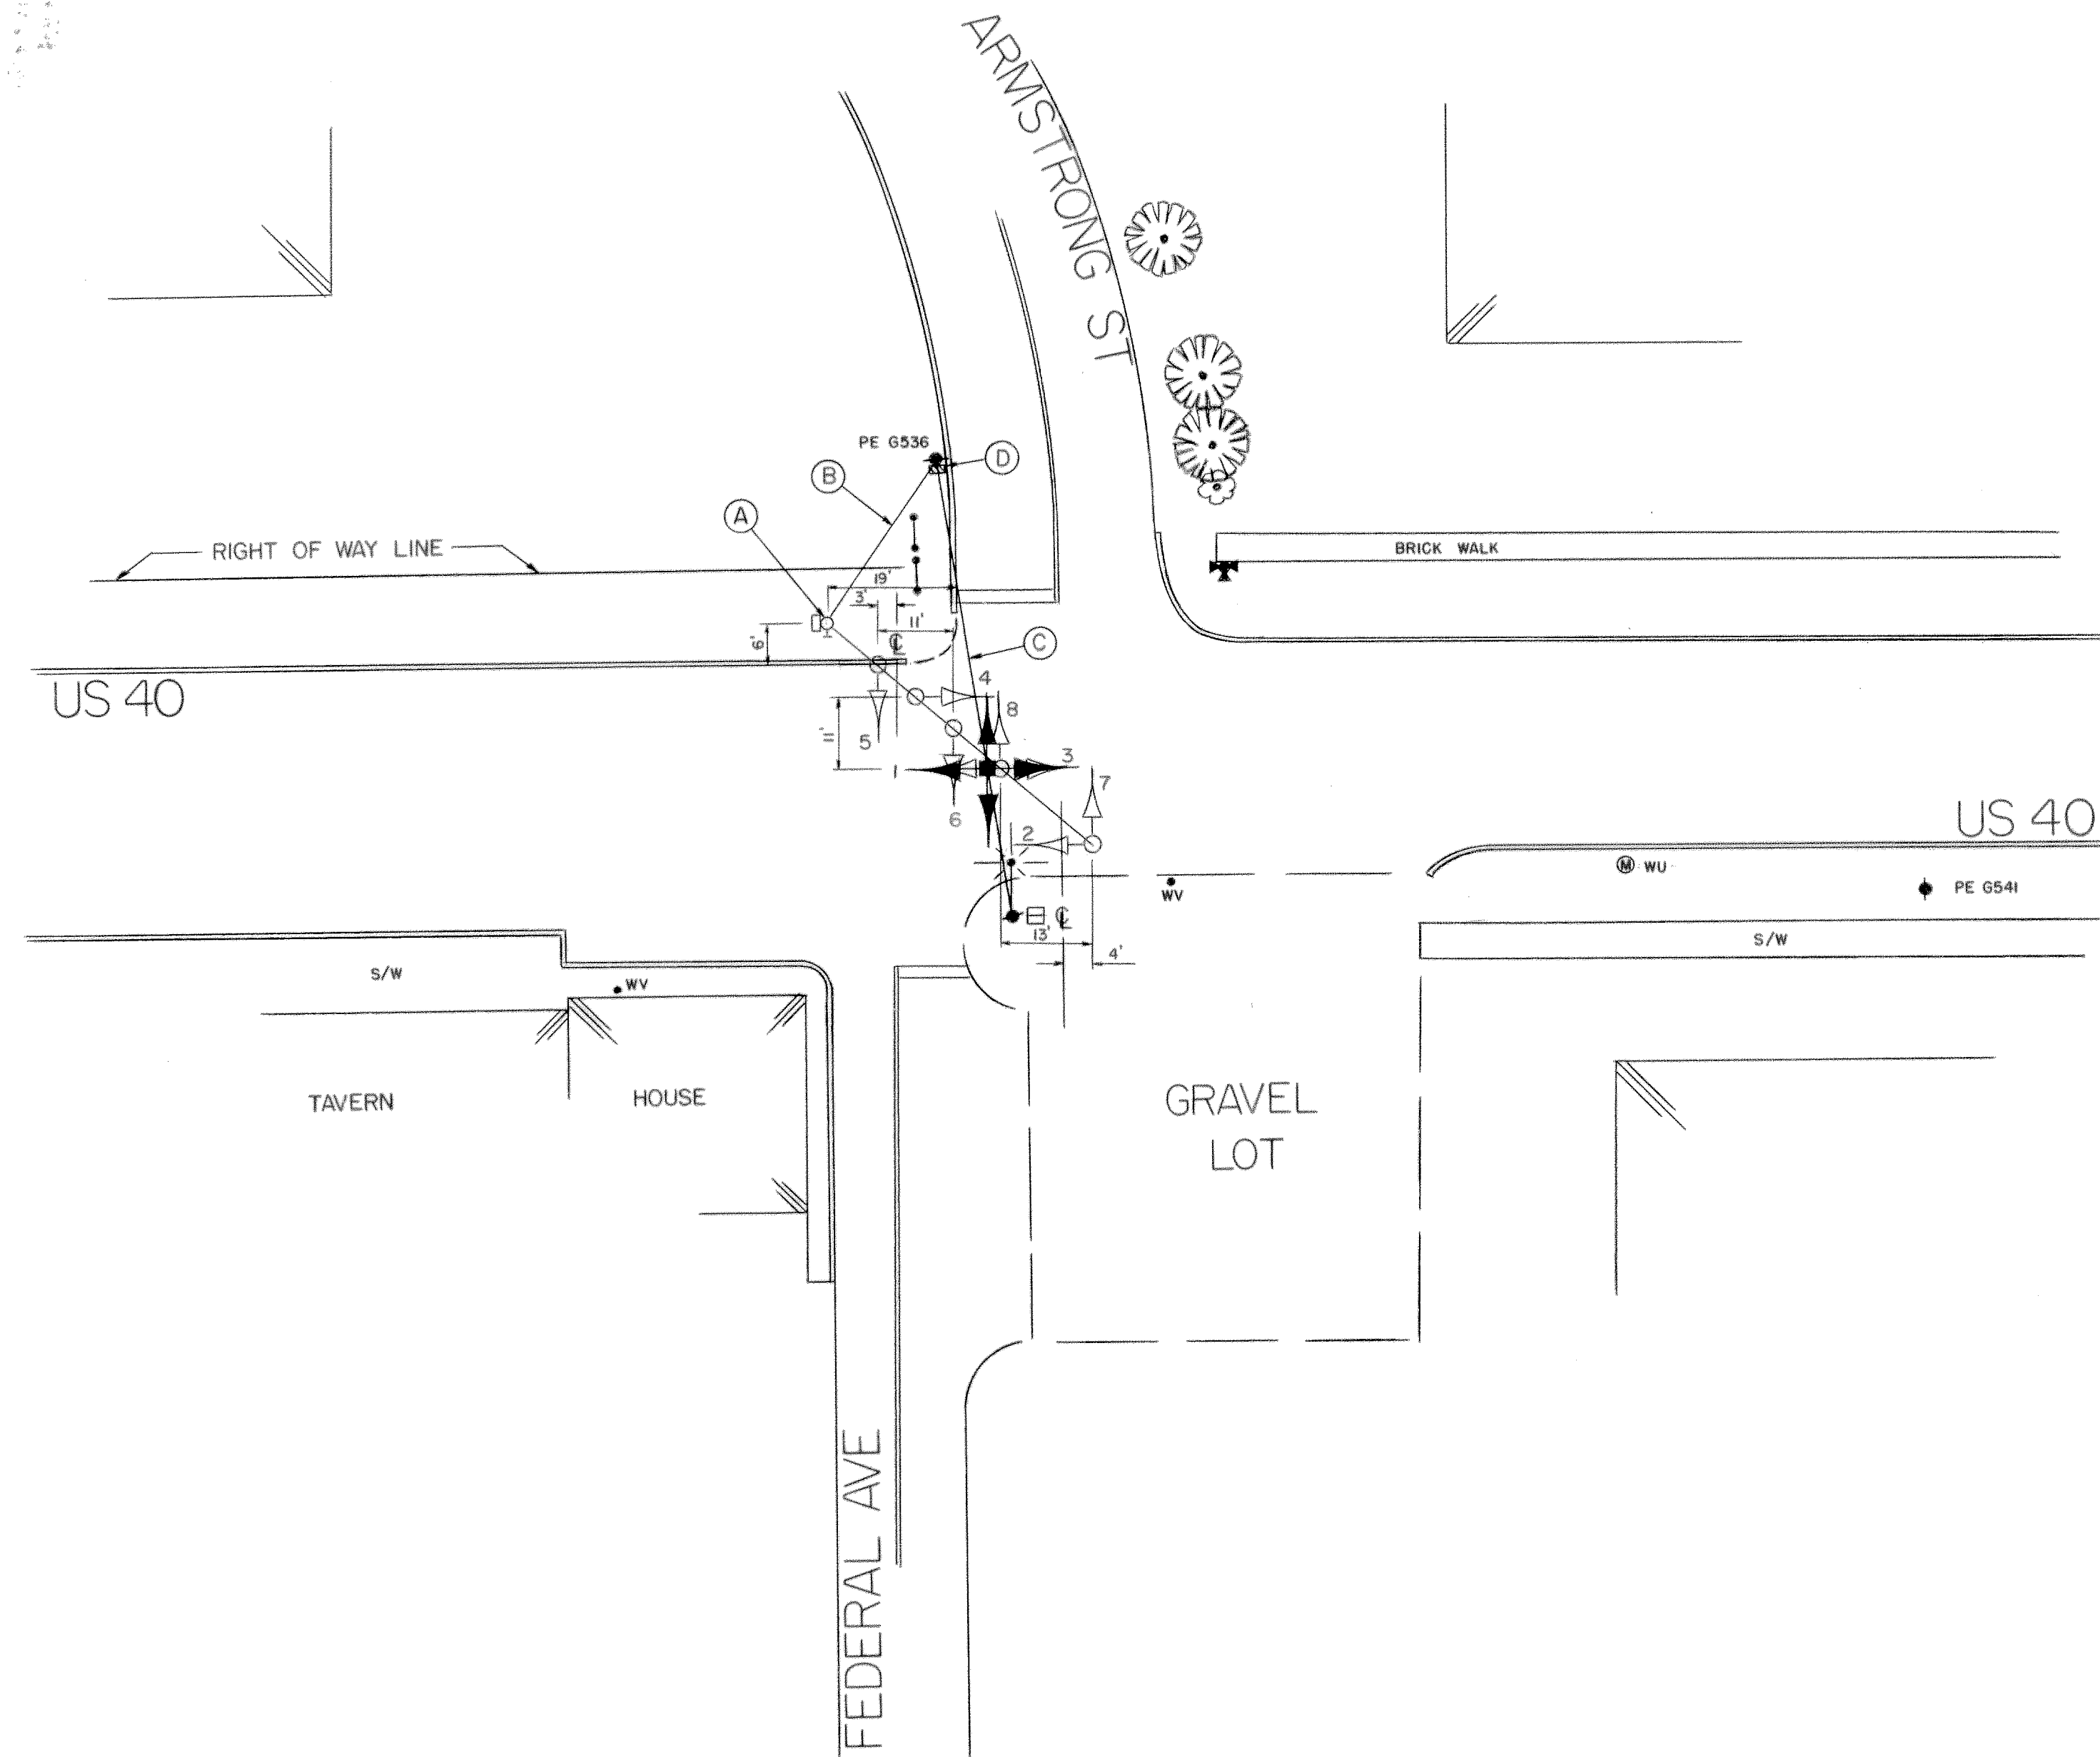 ARMSTRONG ST
PE G536
D
B
A
RIGHT OF WAY LINE
BRICK WALK
19'
3'
11'
6'
C
US 40
4
8
11'
5
1
3
7
6
2
US 40
M WU
WV
PE G541
13'
4'
S/W
S/W
WV
TAVERN
HOUSE
GRAVEL
LOT
FEDERAL AVE